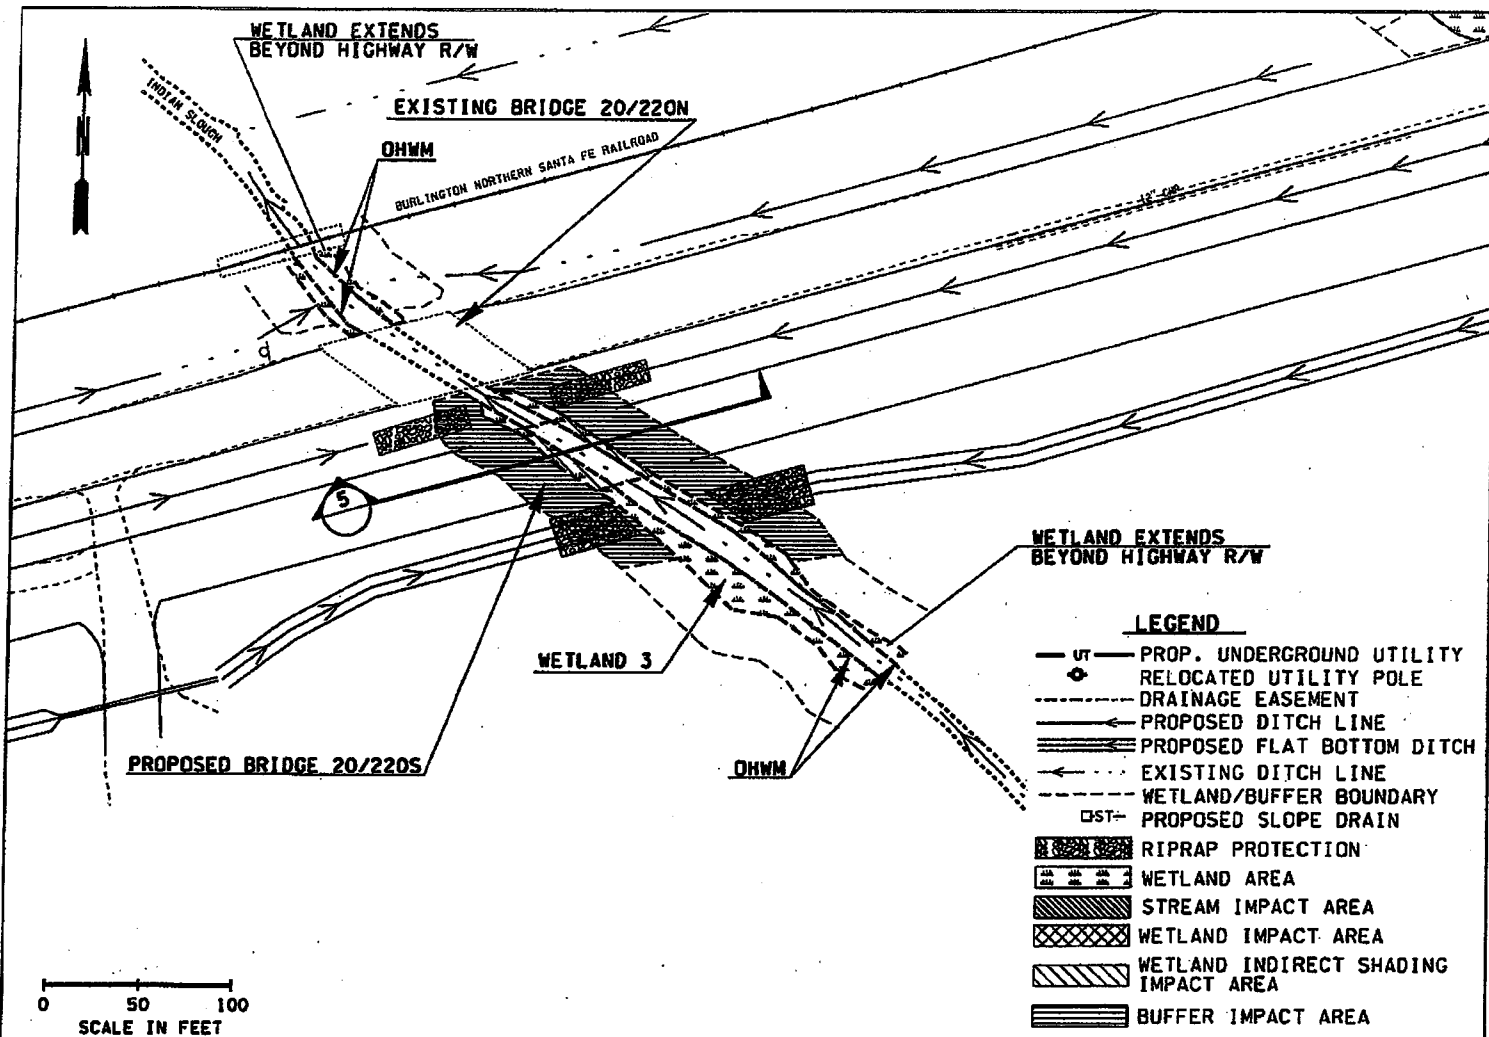 WETLAND EXTENDS
BEYOND HIGHWAY R/W
N
INDIAN SLOUGH
EXISTING BRIDGE 20/220N
OHWM
BURLINGTON NORTHERN SANTA FE RAILROAD
12" CMP
5
WETLAND EXTENDS
BEYOND HIGHWAY R/W
WETLAND 3
PROPOSED BRIDGE 20/220S
OHWM
LEGEND
UT PROP. UNDERGROUND UTILITY
RELOCATED UTILITY POLE
DRAINAGE EASEMENT
PROPOSED DITCH LINE
PROPOSED FLAT BOTTOM DITCH
EXISTING DITCH LINE
WETLAND/BUFFER BOUNDARY
ST PROPOSED SLOPE DRAIN
RIPRAP PROTECTION
WETLAND AREA
STREAM IMPACT AREA
WETLAND IMPACT AREA
WETLAND INDIRECT SHADING
IMPACT AREA
BUFFER IMPACT AREA
0 50 100
SCALE IN FEET